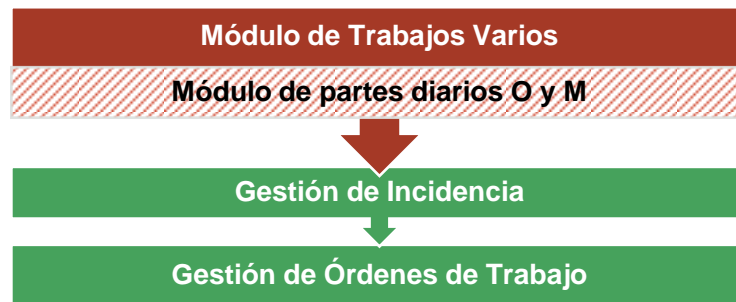 Módulo de Trabajos Varios
Módulo de partes diarios O y M
Gestión de Incidencia
Gestión de Órdenes de Trabajo